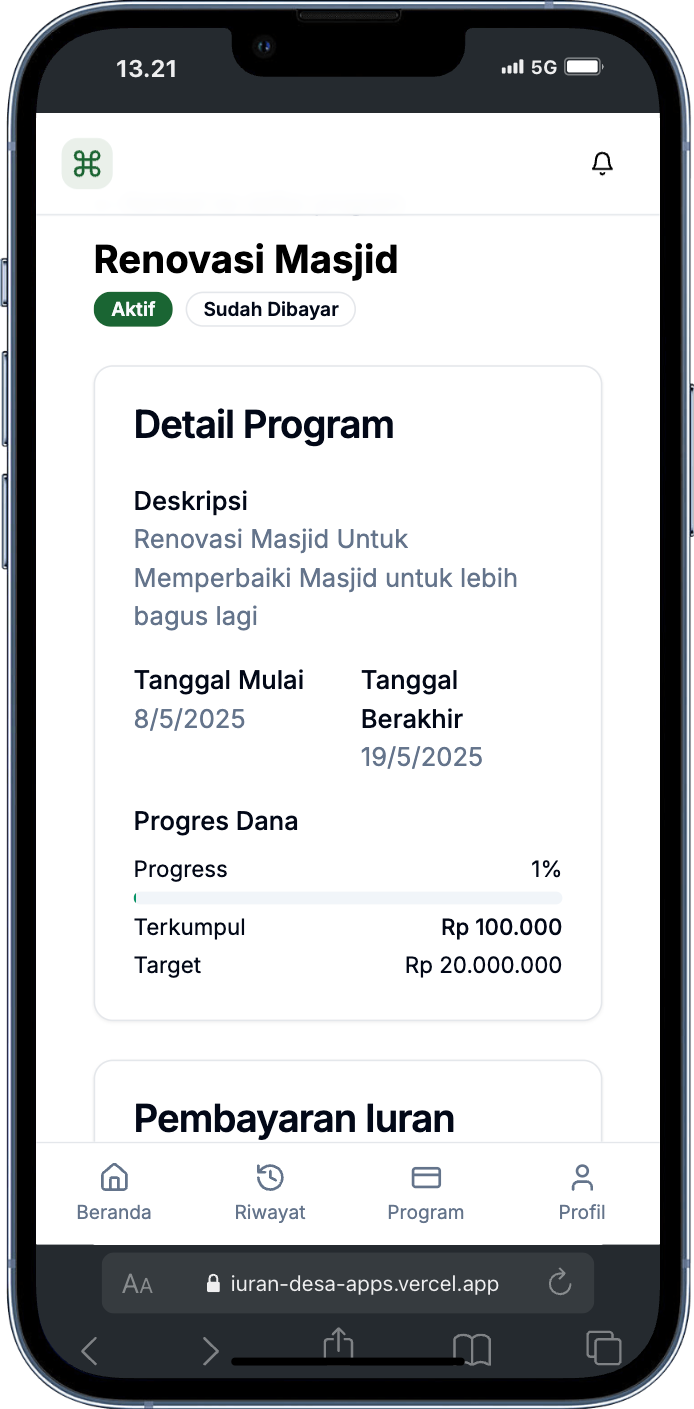 13.21
5G
Renovasi Masjid
Aktif
Sudah Dibayar
Detail Program
Deskripsi
Renovasi Masjid Untuk
Memperbaiki Masjid untuk lebih
bagus lagi
Tanggal Mulai
8/5/2025
Tanggal
Berakhir
19/5/2025
Progres Dana
Progress 1%
Terkumpul Rp 100.000
Target Rp 20.000.000
Pembayaran Iuran
Beranda Riwayat Program Profil
AA iuran-desa-apps.vercel.app